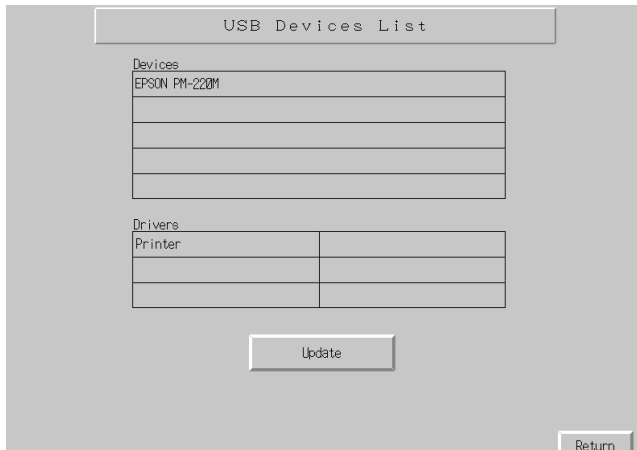 USB Devices List
Devices
EPSON PM-220M
Drivers
Printer
Update
Return